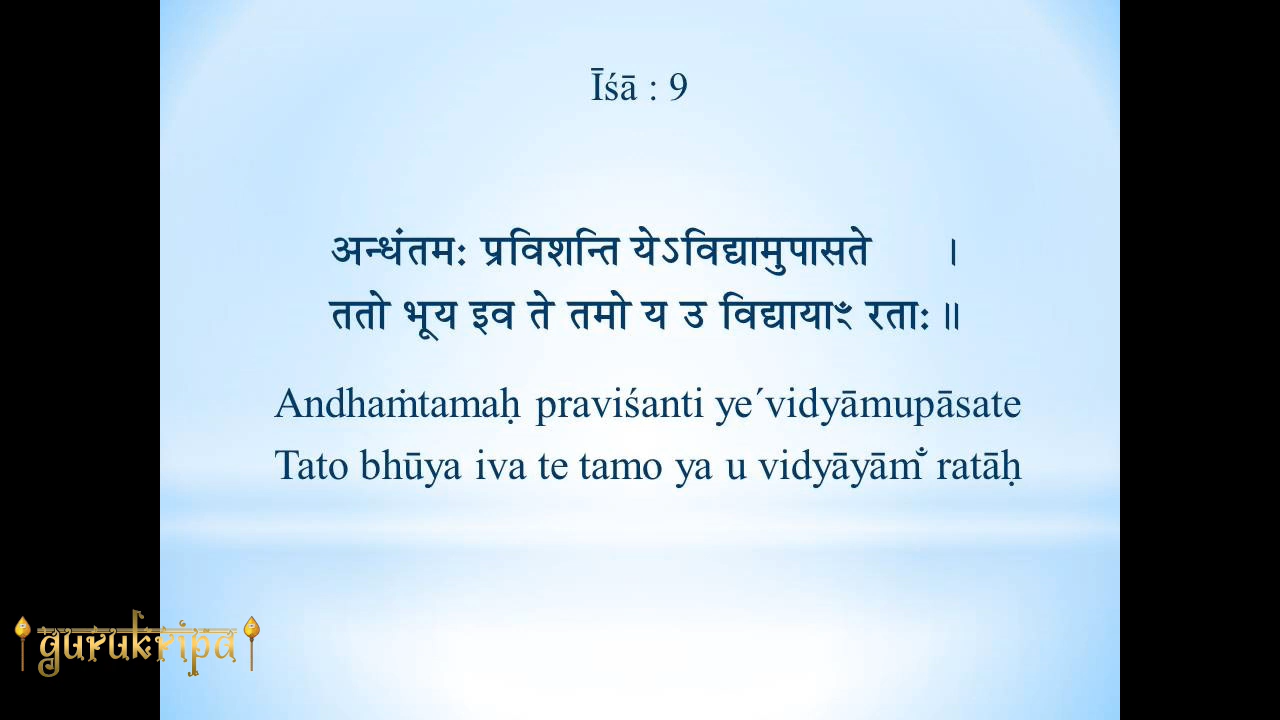 Īśā : 9
अन्धंतमः प्रविशन्ति येऽविद्यामुपासते ।
ततो भूय इव ते तमो य उ विद्यायाꣳ रताः ॥
Andhaṁtamaḥ praviśanti ye´vidyāmupāsate
Tato bhūya iva te tamo ya u vidyāyām̐ ratāḥ
gurukripa